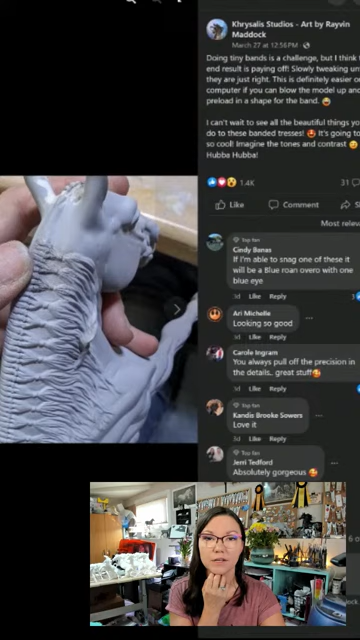 Khrysalis Studios - Art by Rayvin
Maddock
March 27 at 12:58 PM
Doing tiny bands is a challenge, but I think
end result is paying off! Slowly tweaking
they are just right. This is definitely easier
computer if you can blow the model up and
preload in a shape for the band. 😅
I can't wait to see all the beautiful things
do to these banded tresses! 🤩 It's going to
so cool! Imagine the tones and contrast 😍
Hubba Hubba!
1.4K
31
Like Comment
Most
Top fan
Cindy Banas
If I'm able to snag one of these it
will be a Blue roan overo with one
blue eye
3d Like Reply
Ari Michelle
Looking so good
3d Like Reply
Carole Ingram
You always pull off the precision in
the details.. great stuff🥰
3d Like Reply
Top fan
Kandis Brooke Sowers
Love it
3d Like Reply
Top fan
Jerri Tedford
Absolutely gorgeous 🥰